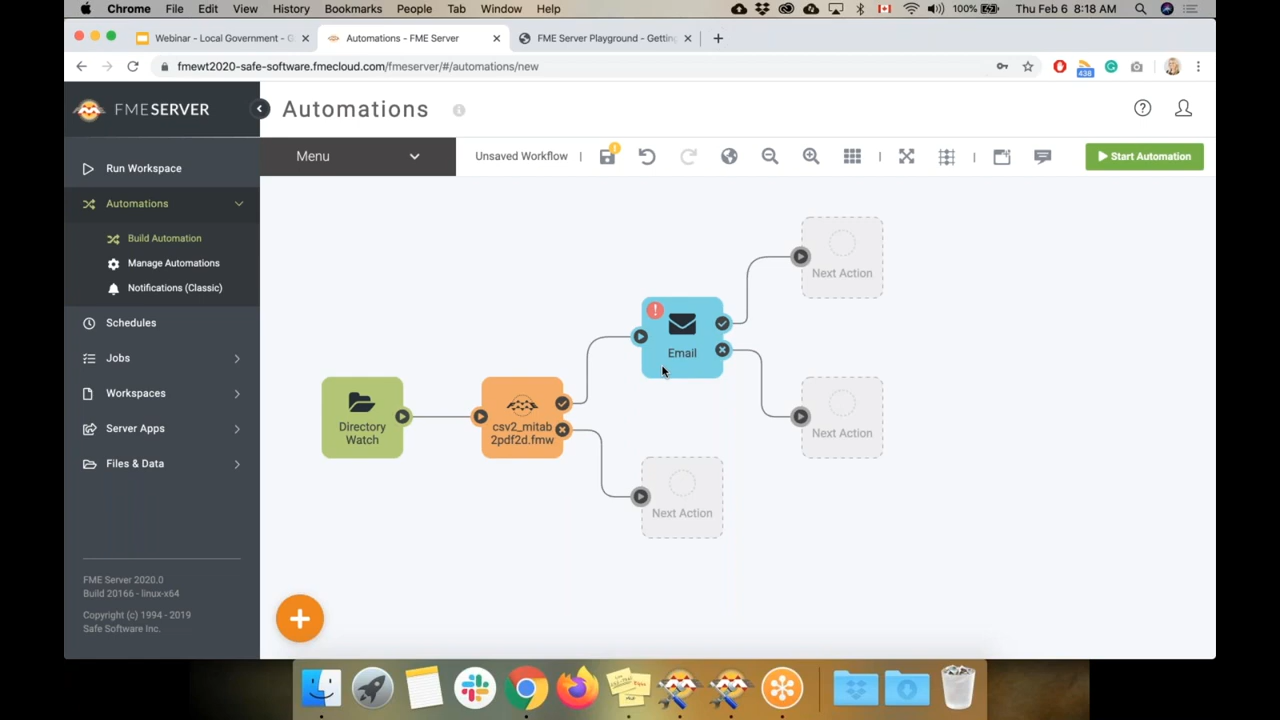 Chrome File Edit View History Bookmarks People Tab Window Help 100% Thu Feb 6 8:18 AM
Webinar - Local Government - G
Automations - FME Server
FME Server Playground - Getting
fmewt2020-safe-software.fmecloud.com/fmeserver/#/automations/new
438
FMESERVER
Automations
Menu
Unsaved Workflow
Start Automation
Run Workspace
Automations
Build Automation
Manage Automations
Notifications (Classic)
Schedules
Jobs
Workspaces
Server Apps
Files & Data
FME Server 2020.0
Build 20166 - linux-x64
Copyright (c) 1994 - 2019
Safe Software Inc.
Next Action
Email
Directory
Watch
csv2_mitab
2pdf2d.fmw
Next Action
Next Action